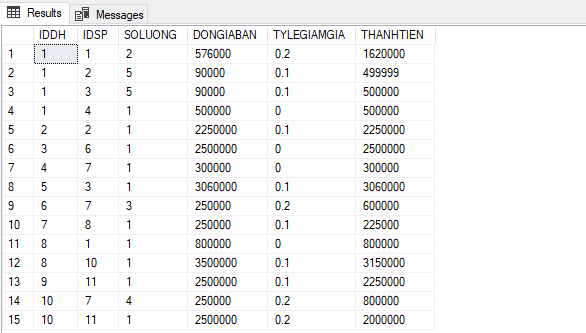 Results Messages
IDDH IDSP SOLUONG DONGIABAN TYLEGIAMGIA THANHTIEN
1 1 1 2 576000 0.2 1620000
2 1 2 5 90000 0.1 499999
3 1 3 5 90000 0.1 500000
4 1 4 1 500000 0 500000
5 2 2 1 2250000 0.1 2250000
6 3 6 1 2500000 0 2500000
7 4 7 1 300000 0 300000
8 5 3 1 3060000 0.1 3060000
9 6 7 3 250000 0.2 600000
10 7 8 1 250000 0.1 225000
11 8 1 1 800000 0 800000
12 8 10 1 3500000 0.1 3150000
13 9 11 1 2500000 0.1 2250000
14 10 7 4 250000 0.2 800000
15 10 11 1 2500000 0.2 2000000